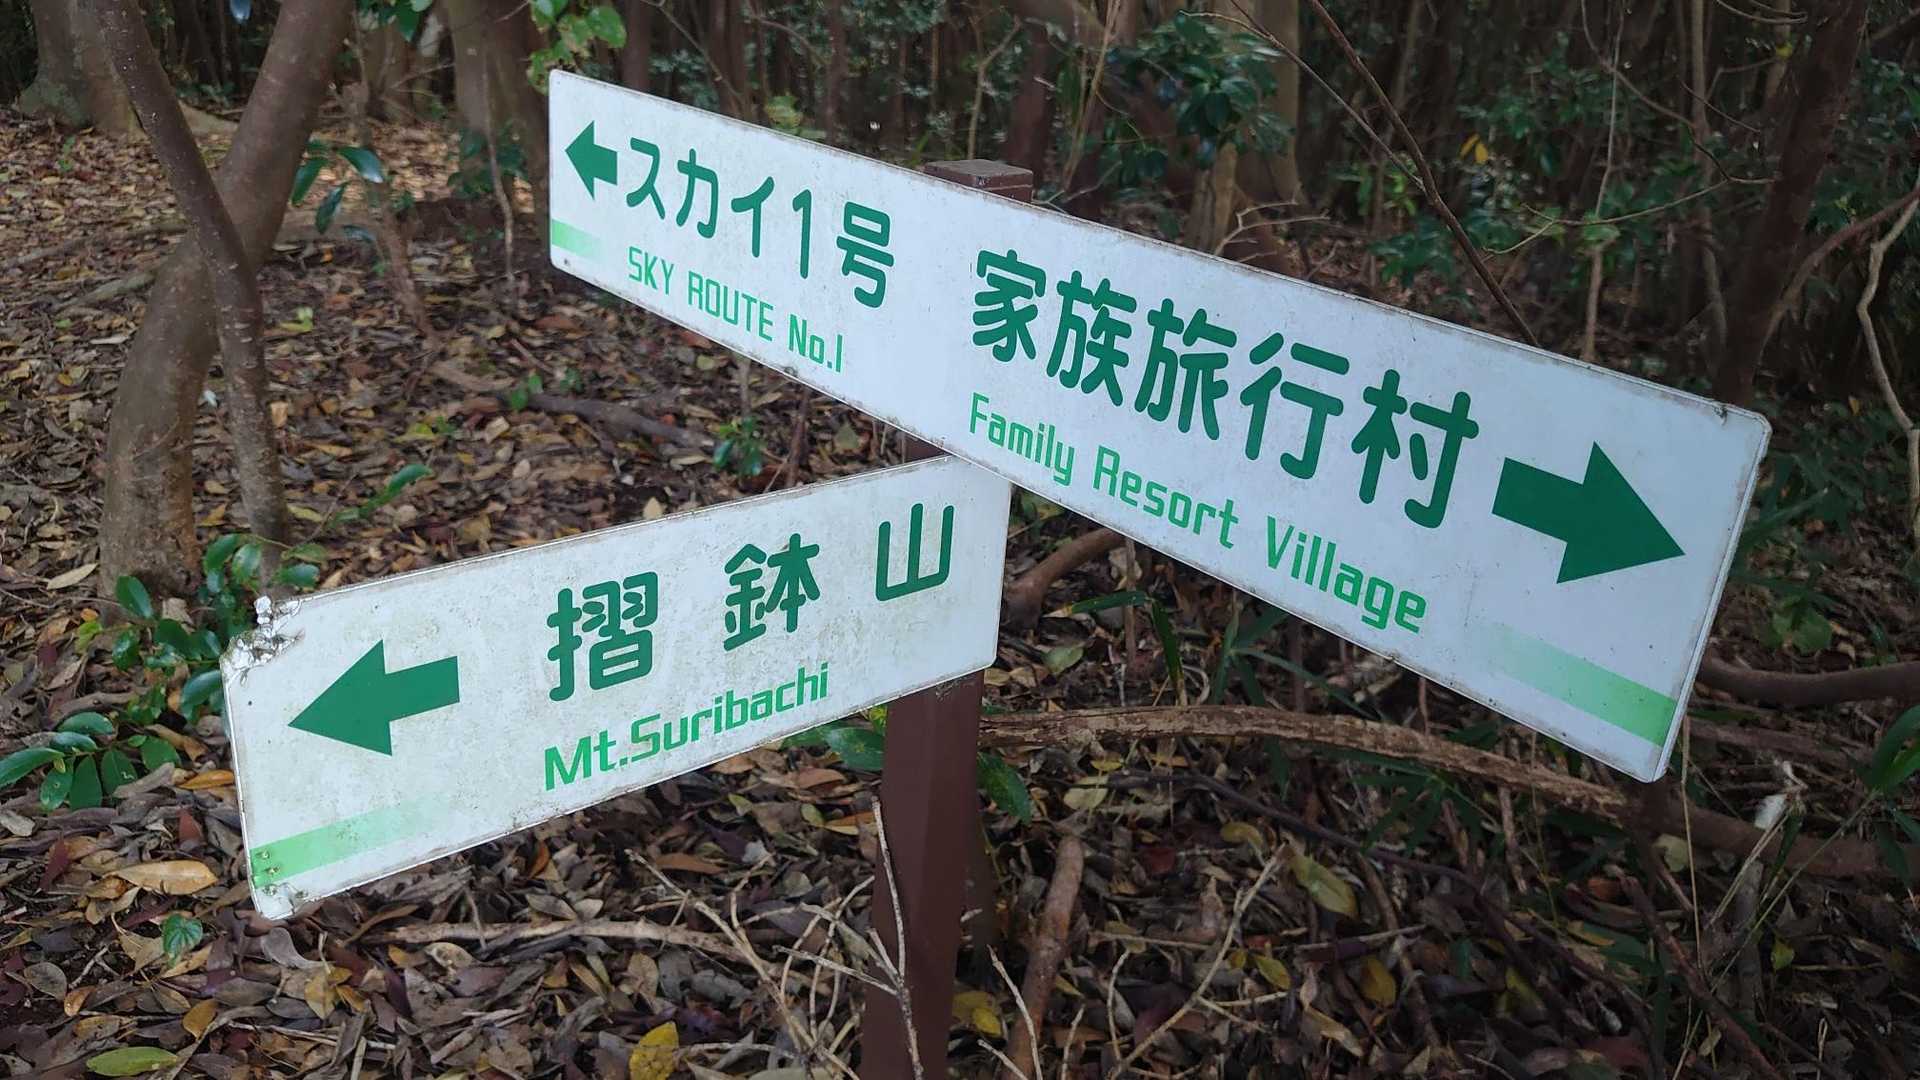 スカイ1号
SKY ROUTE No.1
家族旅行村
Family Resort Village
摺鉢山
Mt.Suribachi